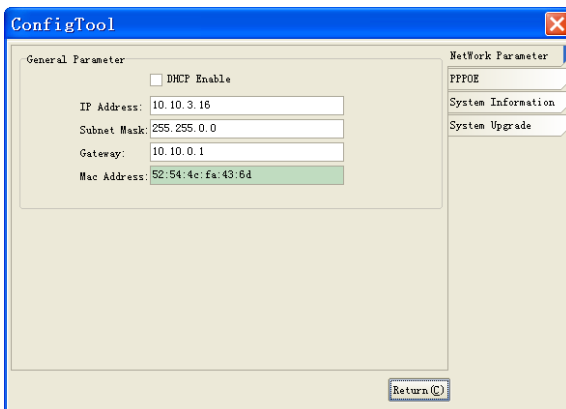 ConfigTool
General Parameter
DHCP Enable
IP Address: 10.10.3.16
Subnet Mask: 255.255.0.0
Gateway: 10.10.0.1
Mac Address: 52:54:4c:fa:43:6d
NetWork Parameter
PPPOE
System Information
System Upgrade
Return(C)